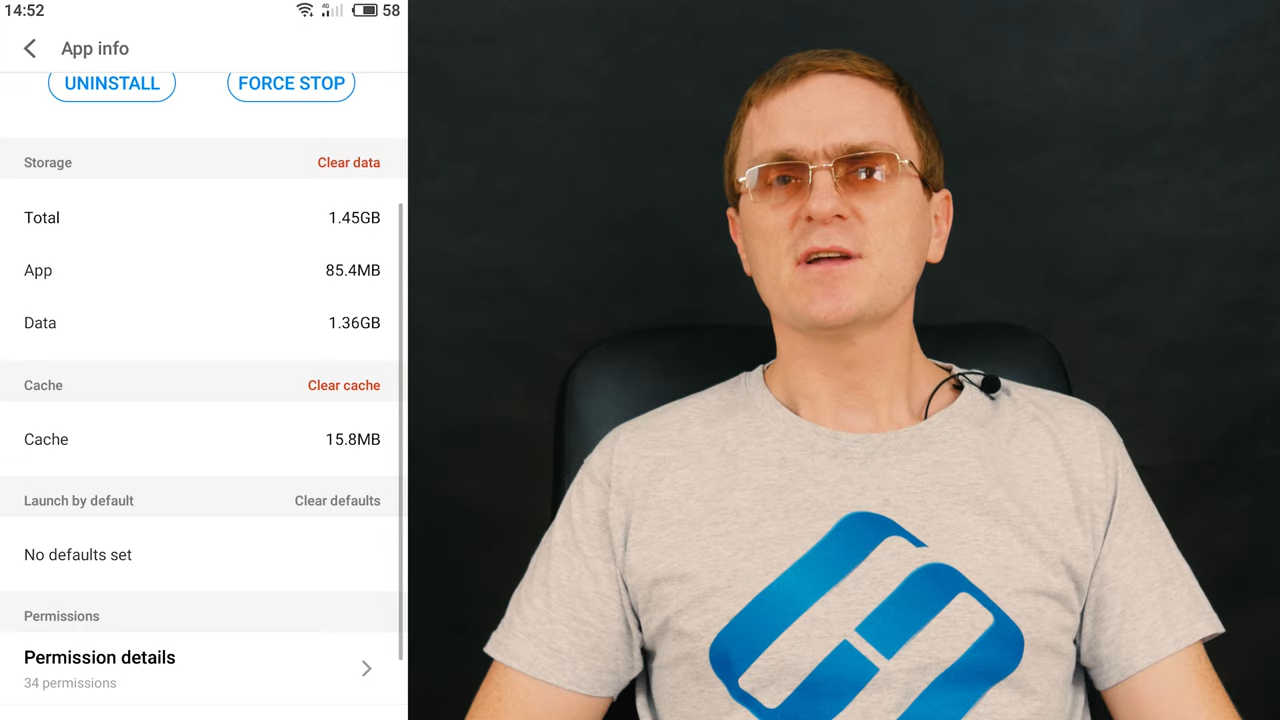 14:52 4G 58
App info
UNINSTALL FORCE STOP
Storage Clear data
Total 1.45GB
App 85.4MB
Data 1.36GB
Cache Clear cache
Cache 15.8MB
Launch by default Clear defaults
No defaults set
Permissions
Permission details
34 permissions